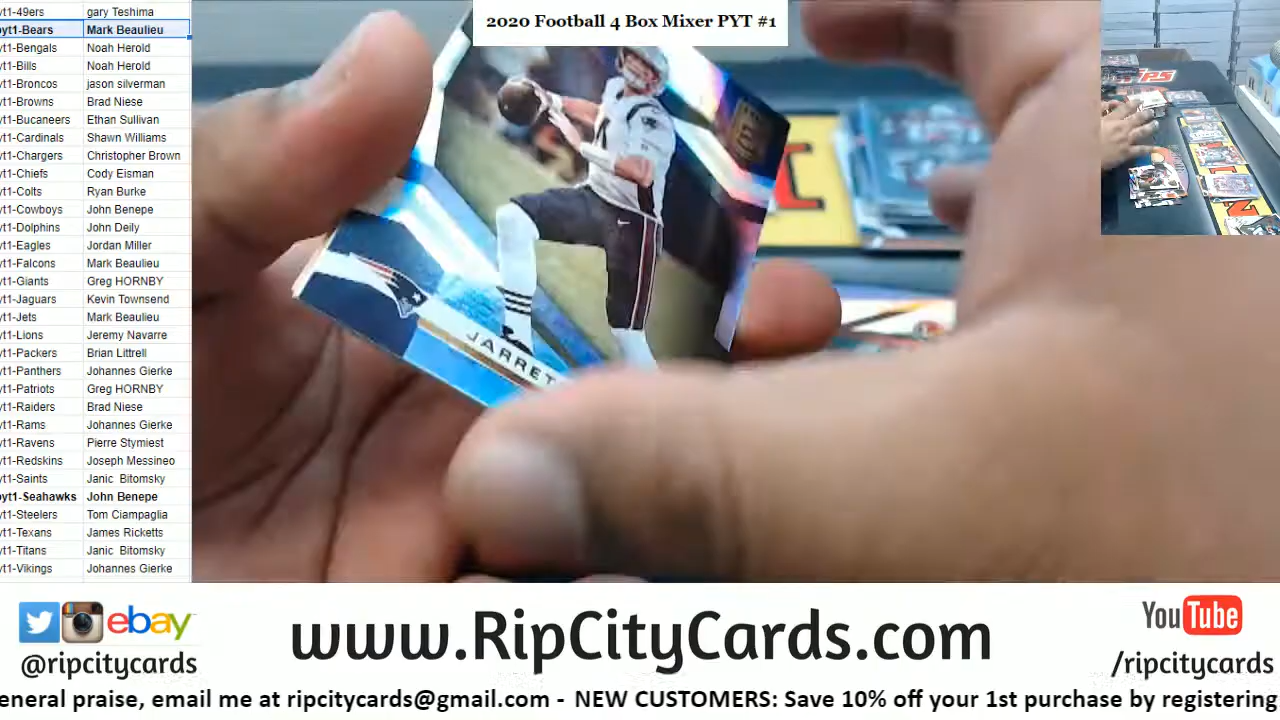 2020 Football 4 Box Mixer PYT #1
yt1-49ers gary Teshima
pyt1-Bears Mark Beaulieu
yt1-Bengals Noah Herold
yt1-Bills Noah Herold
yt1-Broncos jason silverman
yt1-Browns Brad Niese
yt1-Bucaneers Ethan Sullivan
yt1-Cardinals Shawn Williams
yt1-Chargers Christopher Brown
yt1-Chiefs Cody Eisman
yt1-Colts Ryan Burke
yt1-Cowboys John Benepe
yt1-Dolphins John Deily
yt1-Eagles Jordan Miller
yt1-Falcons Mark Beaulieu
yt1-Giants Greg HORNBY
yt1-Jaguars Kevin Townsend
yt1-Jets Mark Beaulieu
yt1-Lions Jeremy Navarre
yt1-Packers Brian Littrell
yt1-Panthers Johannes Gierke
yt1-Patriots Greg HORNBY
yt1-Raiders Brad Niese
yt1-Rams Johannes Gierke
yt1-Ravens Pierre Stymiest
yt1-Redskins Joseph Messineo
yt1-Saints Janic Bitomsky
pyt1-Seahawks John Benepe
yt1-Steelers Tom Ciampaglia
yt1-Texans James Ricketts
yt1-Titans Janic Bitomsky
yt1-Vikings Johannes Gierke
JARRET
ebay
@ripcitycards
www.RipCityCards.com
YouTube
/ripcitycards
eneral praise, email me at ripcitycards@gmail.com - NEW CUSTOMERS: Save 10% off your 1st purchase by registering